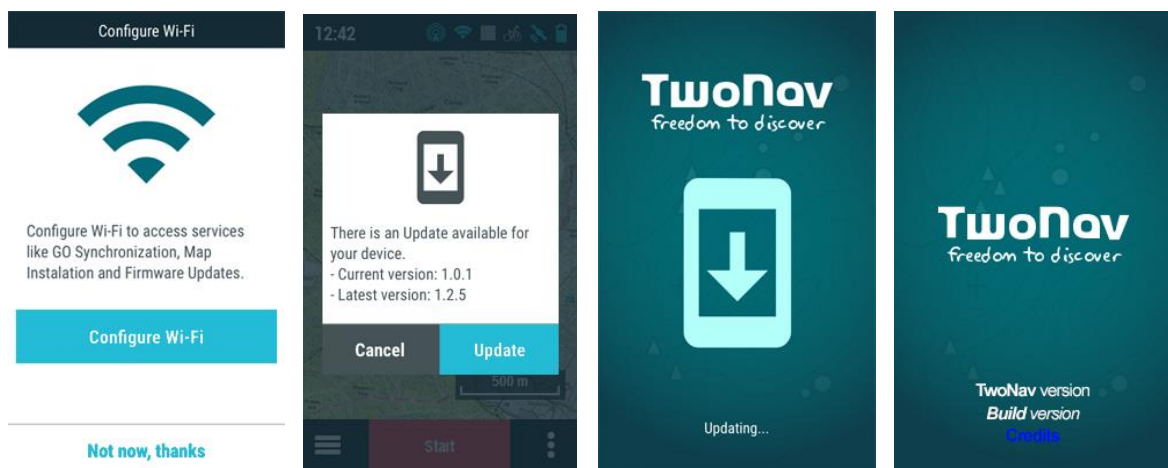 Configure Wi-Fi
Configure Wi-Fi to access services
like GO Synchronization, Map
Instalation and Firmware Updates.
Configure Wi-Fi
Not now, thanks
12:42
There is an Update available for
your device.
- Current version: 1.0.1
- Latest version: 1.2.5
Cancel
Update
500 m
Start
TwoNav
freedom to discover
Updating...
TwoNav
freedom to discover
TwoNav version
Build version
Credits